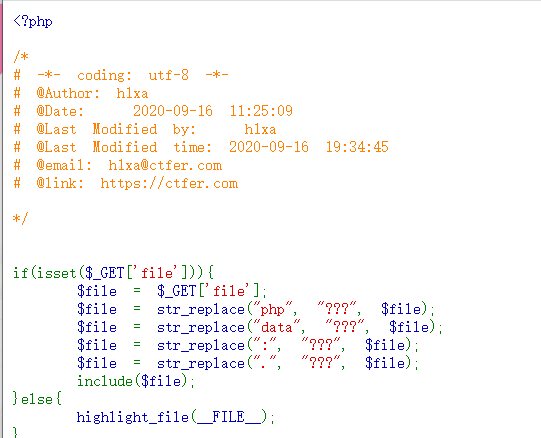 <?php
/*
# -*- coding: utf-8 -*-
# @Author: h1xa
# @Date: 2020-09-16 11:25:09
# @Last Modified by: h1xa
# @Last Modified time: 2020-09-16 19:34:45
# @email: h1xa@ctfer.com
# @link: https://ctfer.com
*/
if(isset($_GET['file'])){
$file = $_GET['file'];
$file = str_replace("php", "???", $file);
$file = str_replace("data", "???", $file);
$file = str_replace(":", "???", $file);
$file = str_replace(".", "???", $file);
include($file);
}else{
highlight_file(__FILE__);
}